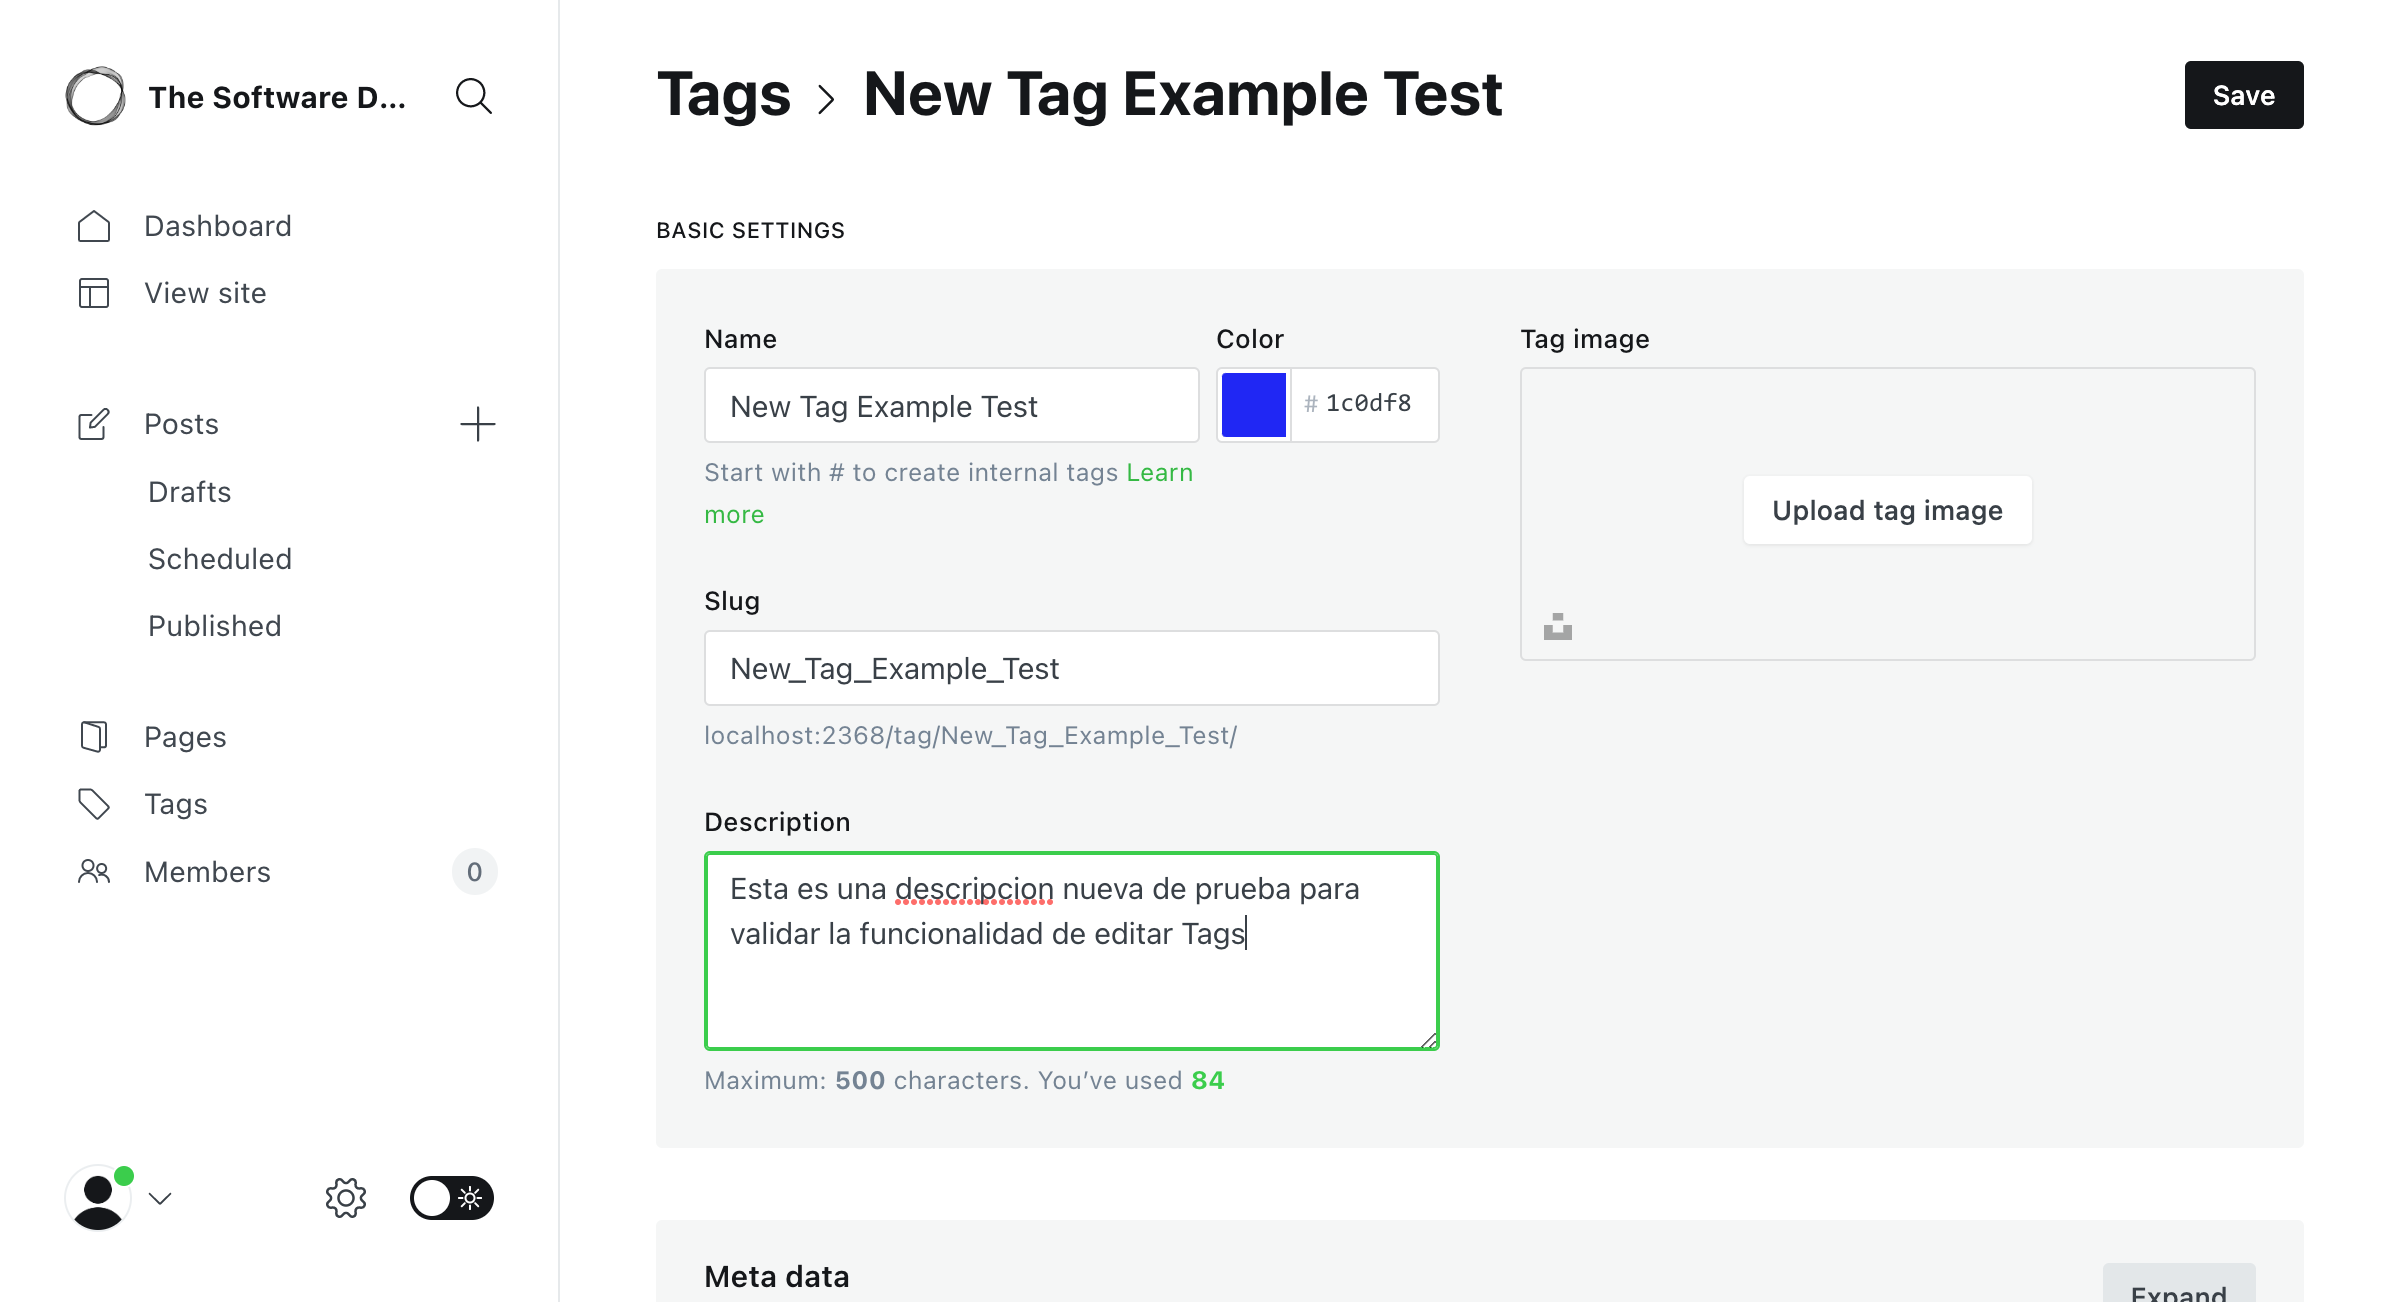 The Software D...
Dashboard
View site
Posts
Drafts
Scheduled
Published
Pages
Tags
Members
0
Tags > New Tag Example Test
Save
BASIC SETTINGS
Name
New Tag Example Test
Start with # to create internal tags Learn
more
Color
# 1c0df8
Slug
New_Tag_Example_Test
localhost:2368/tag/New_Tag_Example_Test/
Description
Esta es una descripcion nueva de prueba para
validar la funcionalidad de editar Tags
Maximum: 500 characters. You’ve used 84
Tag image
Upload tag image
Meta data
Expand